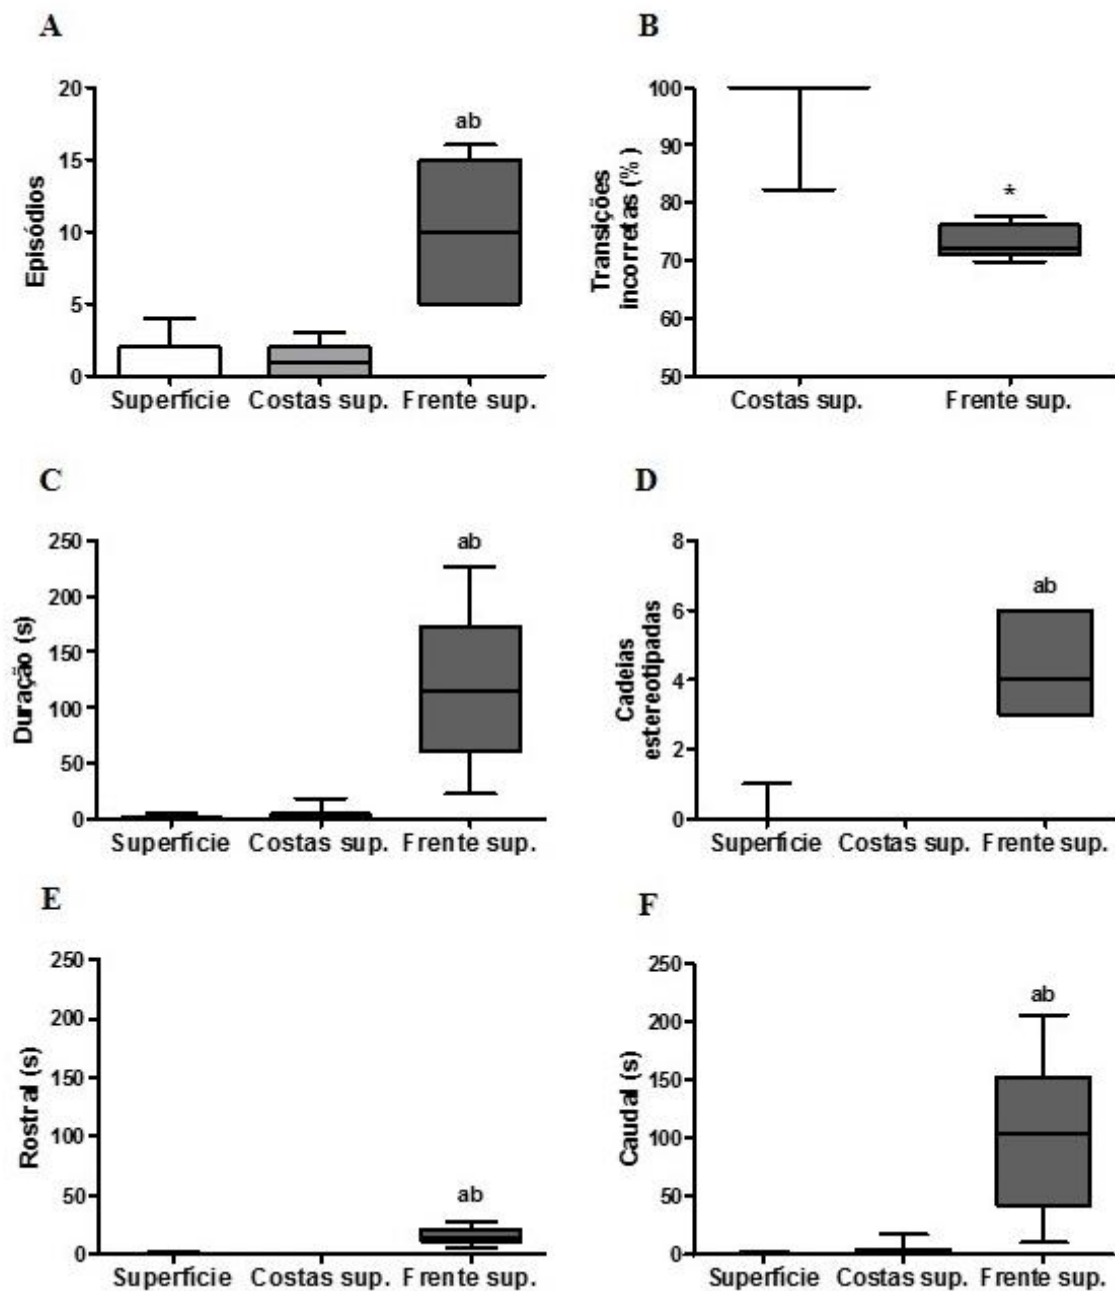 A
Episódios
20
15
10
5
0
ab
Superfície Costas sup. Frente sup.
B
Transições
incorretas (%)
100
90
80
70
60
50
*
Costas sup. Frente sup.
C
Duração (s)
250
200
150
100
50
0
ab
Superfície Costas sup. Frente sup.
D
Cadeias
estereotipadas
8
6
4
2
0
ab
Superfície Costas sup. Frente sup.
E
Rostral (s)
250
200
150
100
50
0
ab
Superfície Costas sup. Frente sup.
F
Caudal (s)
250
200
150
100
50
0
ab
Superfície Costas sup. Frente sup.